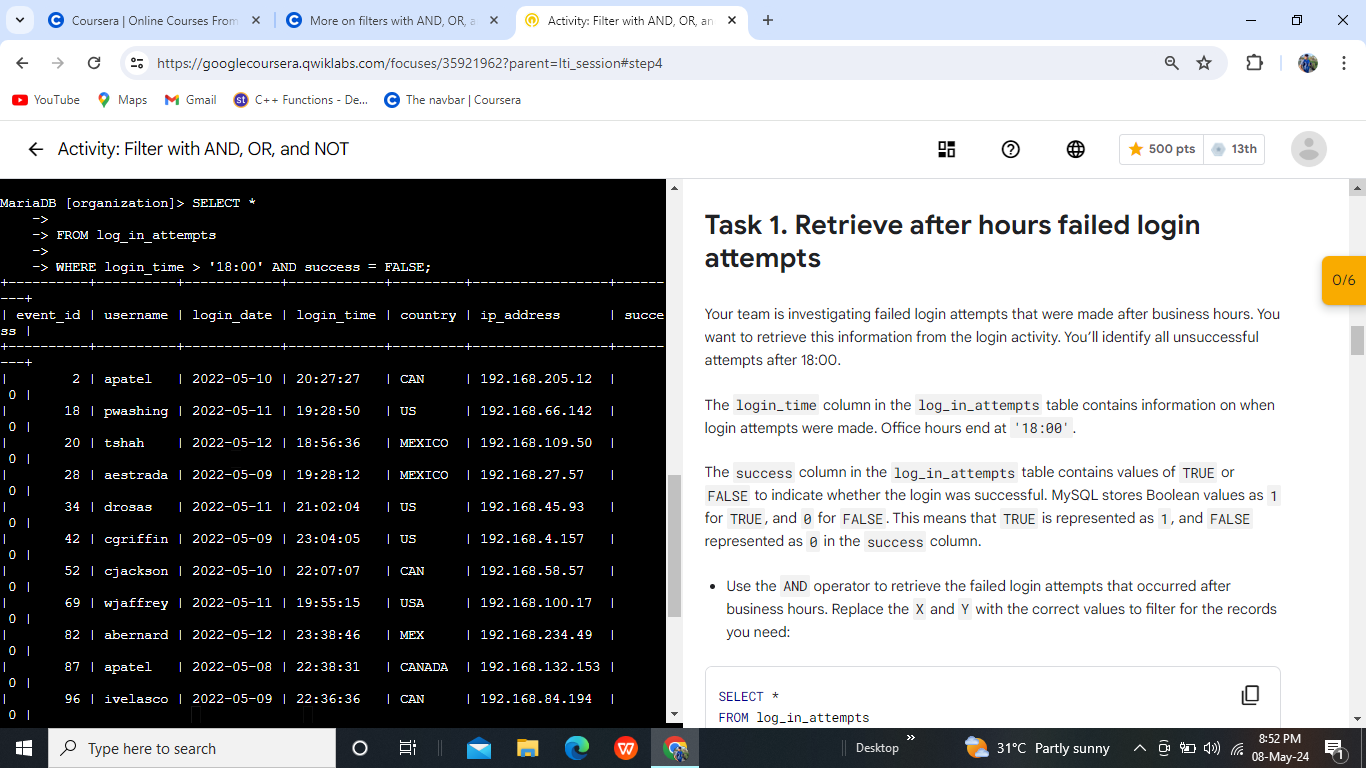 Coursera | Online Courses From
More on filters with AND, OR, a
Activity: Filter with AND, OR, an
https://googlecoursera.qwiklabs.com/focuses/35921962?parent=lti_session#step4
YouTube
Maps
Gmail
C++ Functions - De...
The navbar | Coursera
Activity: Filter with AND, OR, and NOT
500 pts
13th
MariaDB [organization]> SELECT *
->
-> FROM log_in_attempts
->
-> WHERE login_time > '18:00' AND success = FALSE;
+----------+----------+------------+------------+---------+-----------------+------
---+
| event_id | username | login_date | login_time | country | ip_address | succe
ss |
+----------+----------+------------+------------+---------+-----------------+------
---+
| 2 | apatel | 2022-05-10 | 20:27:27 | CAN | 192.168.205.12 |
0 |
| 18 | pwashing | 2022-05-11 | 19:28:50 | US | 192.168.66.142 |
0 |
| 20 | tshah | 2022-05-12 | 18:56:36 | MEXICO | 192.168.109.50 |
0 |
| 28 | aestrada | 2022-05-09 | 19:28:12 | MEXICO | 192.168.27.57 |
0 |
| 34 | drosas | 2022-05-11 | 21:02:04 | US | 192.168.45.93 |
0 |
| 42 | cgriffin | 2022-05-09 | 23:04:05 | US | 192.168.4.157 |
0 |
| 52 | cjackson | 2022-05-10 | 22:07:07 | CAN | 192.168.58.57 |
0 |
| 69 | wjaffrey | 2022-05-11 | 19:55:15 | USA | 192.168.100.17 |
0 |
| 82 | abernard | 2022-05-12 | 23:38:46 | MEX | 192.168.234.49 |
0 |
| 87 | apatel | 2022-05-08 | 22:38:31 | CANADA | 192.168.132.153 |
0 |
| 96 | ivelasco | 2022-05-09 | 22:36:36 | CAN | 192.168.84.194 |
0 |
Task 1. Retrieve after hours failed login
attempts
0/6
Your team is investigating failed login attempts that were made after business hours. You
want to retrieve this information from the login activity. You'll identify all unsuccessful
attempts after 18:00.
The login_time column in the log_in_attempts table contains information on when
login attempts were made. Office hours end at '18:00'.
The success column in the log_in_attempts table contains values of TRUE or
FALSE to indicate whether the login was successful. MySQL stores Boolean values as 1
for TRUE, and 0 for FALSE. This means that TRUE is represented as 1, and FALSE
represented as 0 in the success column.
• Use the AND operator to retrieve the failed login attempts that occurred after
business hours. Replace the X and Y with the correct values to filter for the records
you need:
SELECT *
FROM log_in_attempts
Type here to search
Desktop
31°C Partly sunny
8:52 PM
08-May-24
1